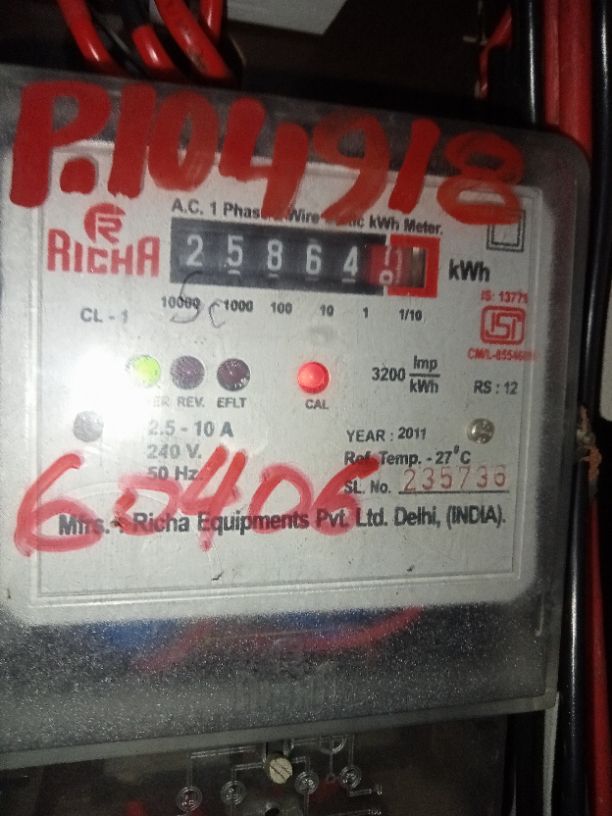 P.104918
A.C. 1 Phase Wire kWh Meter.
RICHA
2 5 8 6 4 kWh
CL - 1 10000 1000 100 10 1 1/10
IS: 13779
ISI
CM/L-
REV. EFLT CAL
3200 Imp/kWh
RS : 12
2.5 - 10 A
240 V.
50 Hz.
YEAR : 2011
Ref. Temp. - 27°C
SL. No. 235736
60406
Mfrs. : Richa Equipments Pvt. Ltd. Delhi, (INDIA).